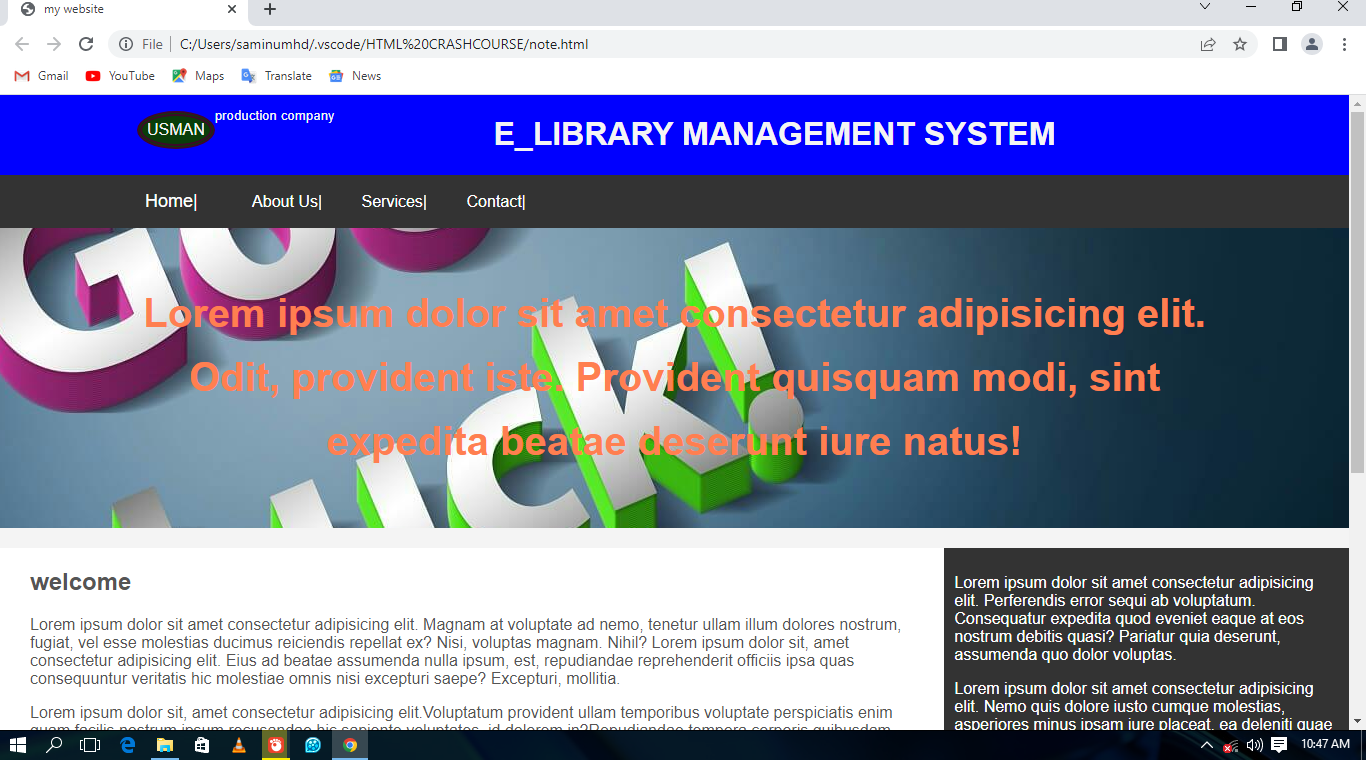 my website
File | C:/Users/saminumhd/.vscode/HTML%20CRASHCOURSE/note.html
Gmail YouTube Maps Translate News
USMAN production company
E_LIBRARY MANAGEMENT SYSTEM
Home| About Us| Services| Contact|
GOO
LUCK!
Lorem ipsum dolor sit amet consectetur adipisicing elit.
Odit, provident iste. Provident quisquam modi, sint
expedita beatae deserunt iure natus!
welcome
Lorem ipsum dolor sit amet consectetur adipisicing elit. Magnam at voluptate ad nemo, tenetur ullam illum dolores nostrum,
fugiat, vel esse molestias ducimus reiciendis repellat ex? Nisi, voluptas magnam. Nihil? Lorem ipsum dolor sit, amet
consectetur adipisicing elit. Eius ad beatae assumenda nulla ipsum, est, repudiandae reprehenderit officiis ipsa quas
consequuntur veritatis hic molestiae omnis nisi excepturi saepe? Excepturi, mollitia.
Lorem ipsum dolor sit, amet consectetur adipisicing elit.Voluptatum provident ullam temporibus voluptate perspiciatis enim
Lorem ipsum dolor sit amet consectetur adipisicing
elit. Perferendis error sequi ab voluptatum.
Consequatur expedita quod eveniet eaque at eos
nostrum debitis quasi? Pariatur quia deserunt,
assumenda quo dolor voluptas.
Lorem ipsum dolor sit amet consectetur adipisicing
elit. Nemo quis dolore iusto cumque molestias,
asperiores minus ipsam iure placeat, ea deleniti quae
10:47 AM